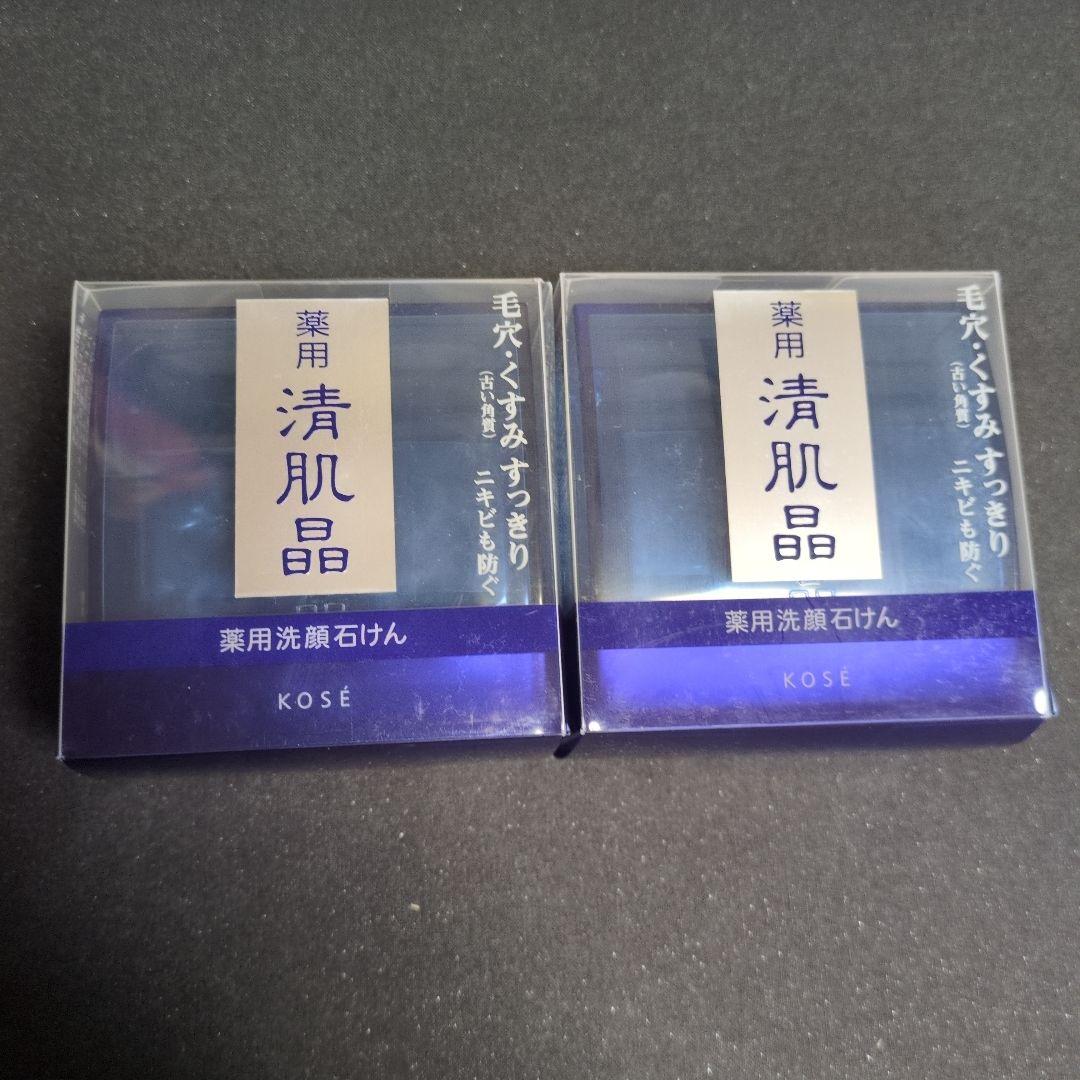 薬用
清肌晶
毛穴・くすみ すっきり
(古い角質)
ニキビも防ぐ
薬用洗顔石けん
KOSÉ
薬用
清肌晶
毛穴・くすみ すっきり
(古い角質)
ニキビも防ぐ
薬用洗顔石けん
KOSÉ